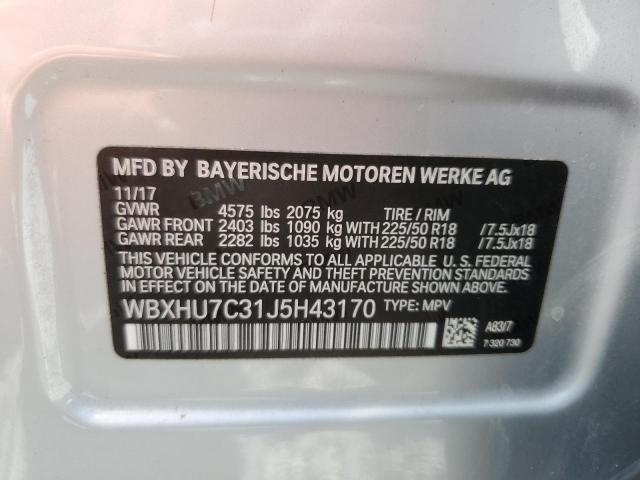 MFD BY BAYERISCHE MOTOREN WERKE AG
11/17
GVWR 4575 lbs 2075 kg TIRE / RIM
GAWR FRONT 2403 lbs 1090 kg WITH 225/50 R18 /7.5Jx18
GAWR REAR 2282 lbs 1035 kg WITH 225/50 R18 /7.5Jx18
THIS VEHICLE CONFORMS TO ALL APPLICABLE U. S. FEDERAL
MOTOR VEHICLE SAFETY, BUMPER, AND THEFT PREVENTION STANDARDS
IN EFFECT ON THE DATE OF MANUFACTURE SHOWN ABOVE.
WBXHU7C31J5H43170 TYPE: MPV
A83/7
7 320 730